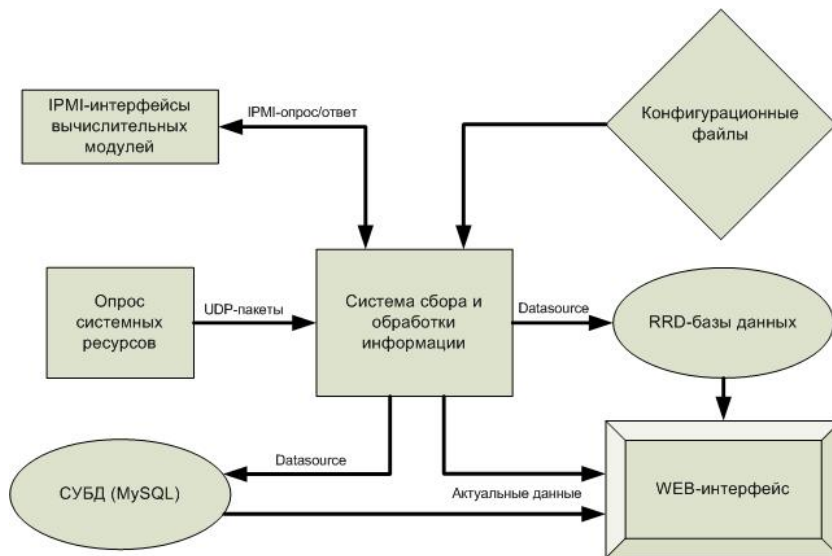 IPMI-интерфейсы
вычислительных
модулей
IPMI-опрос/ответ
Конфигурационные
файлы
Опрос
системных
ресурсов
UDP-пакеты
Система сбора и
обработки
информации
Datasource
RRD-базы данных
СУБД (MySQL)
Datasource
Актуальные данные
WEB-интерфейс